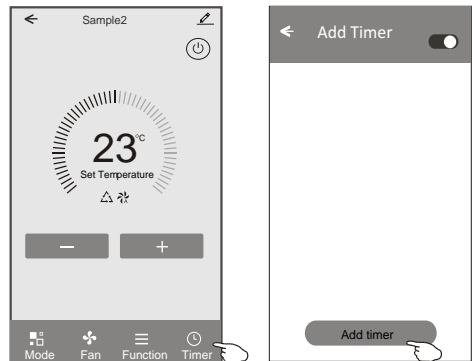 Sample2
23°C
Set Temperature
Mode Fan Function Timer
Add Timer
Add timer